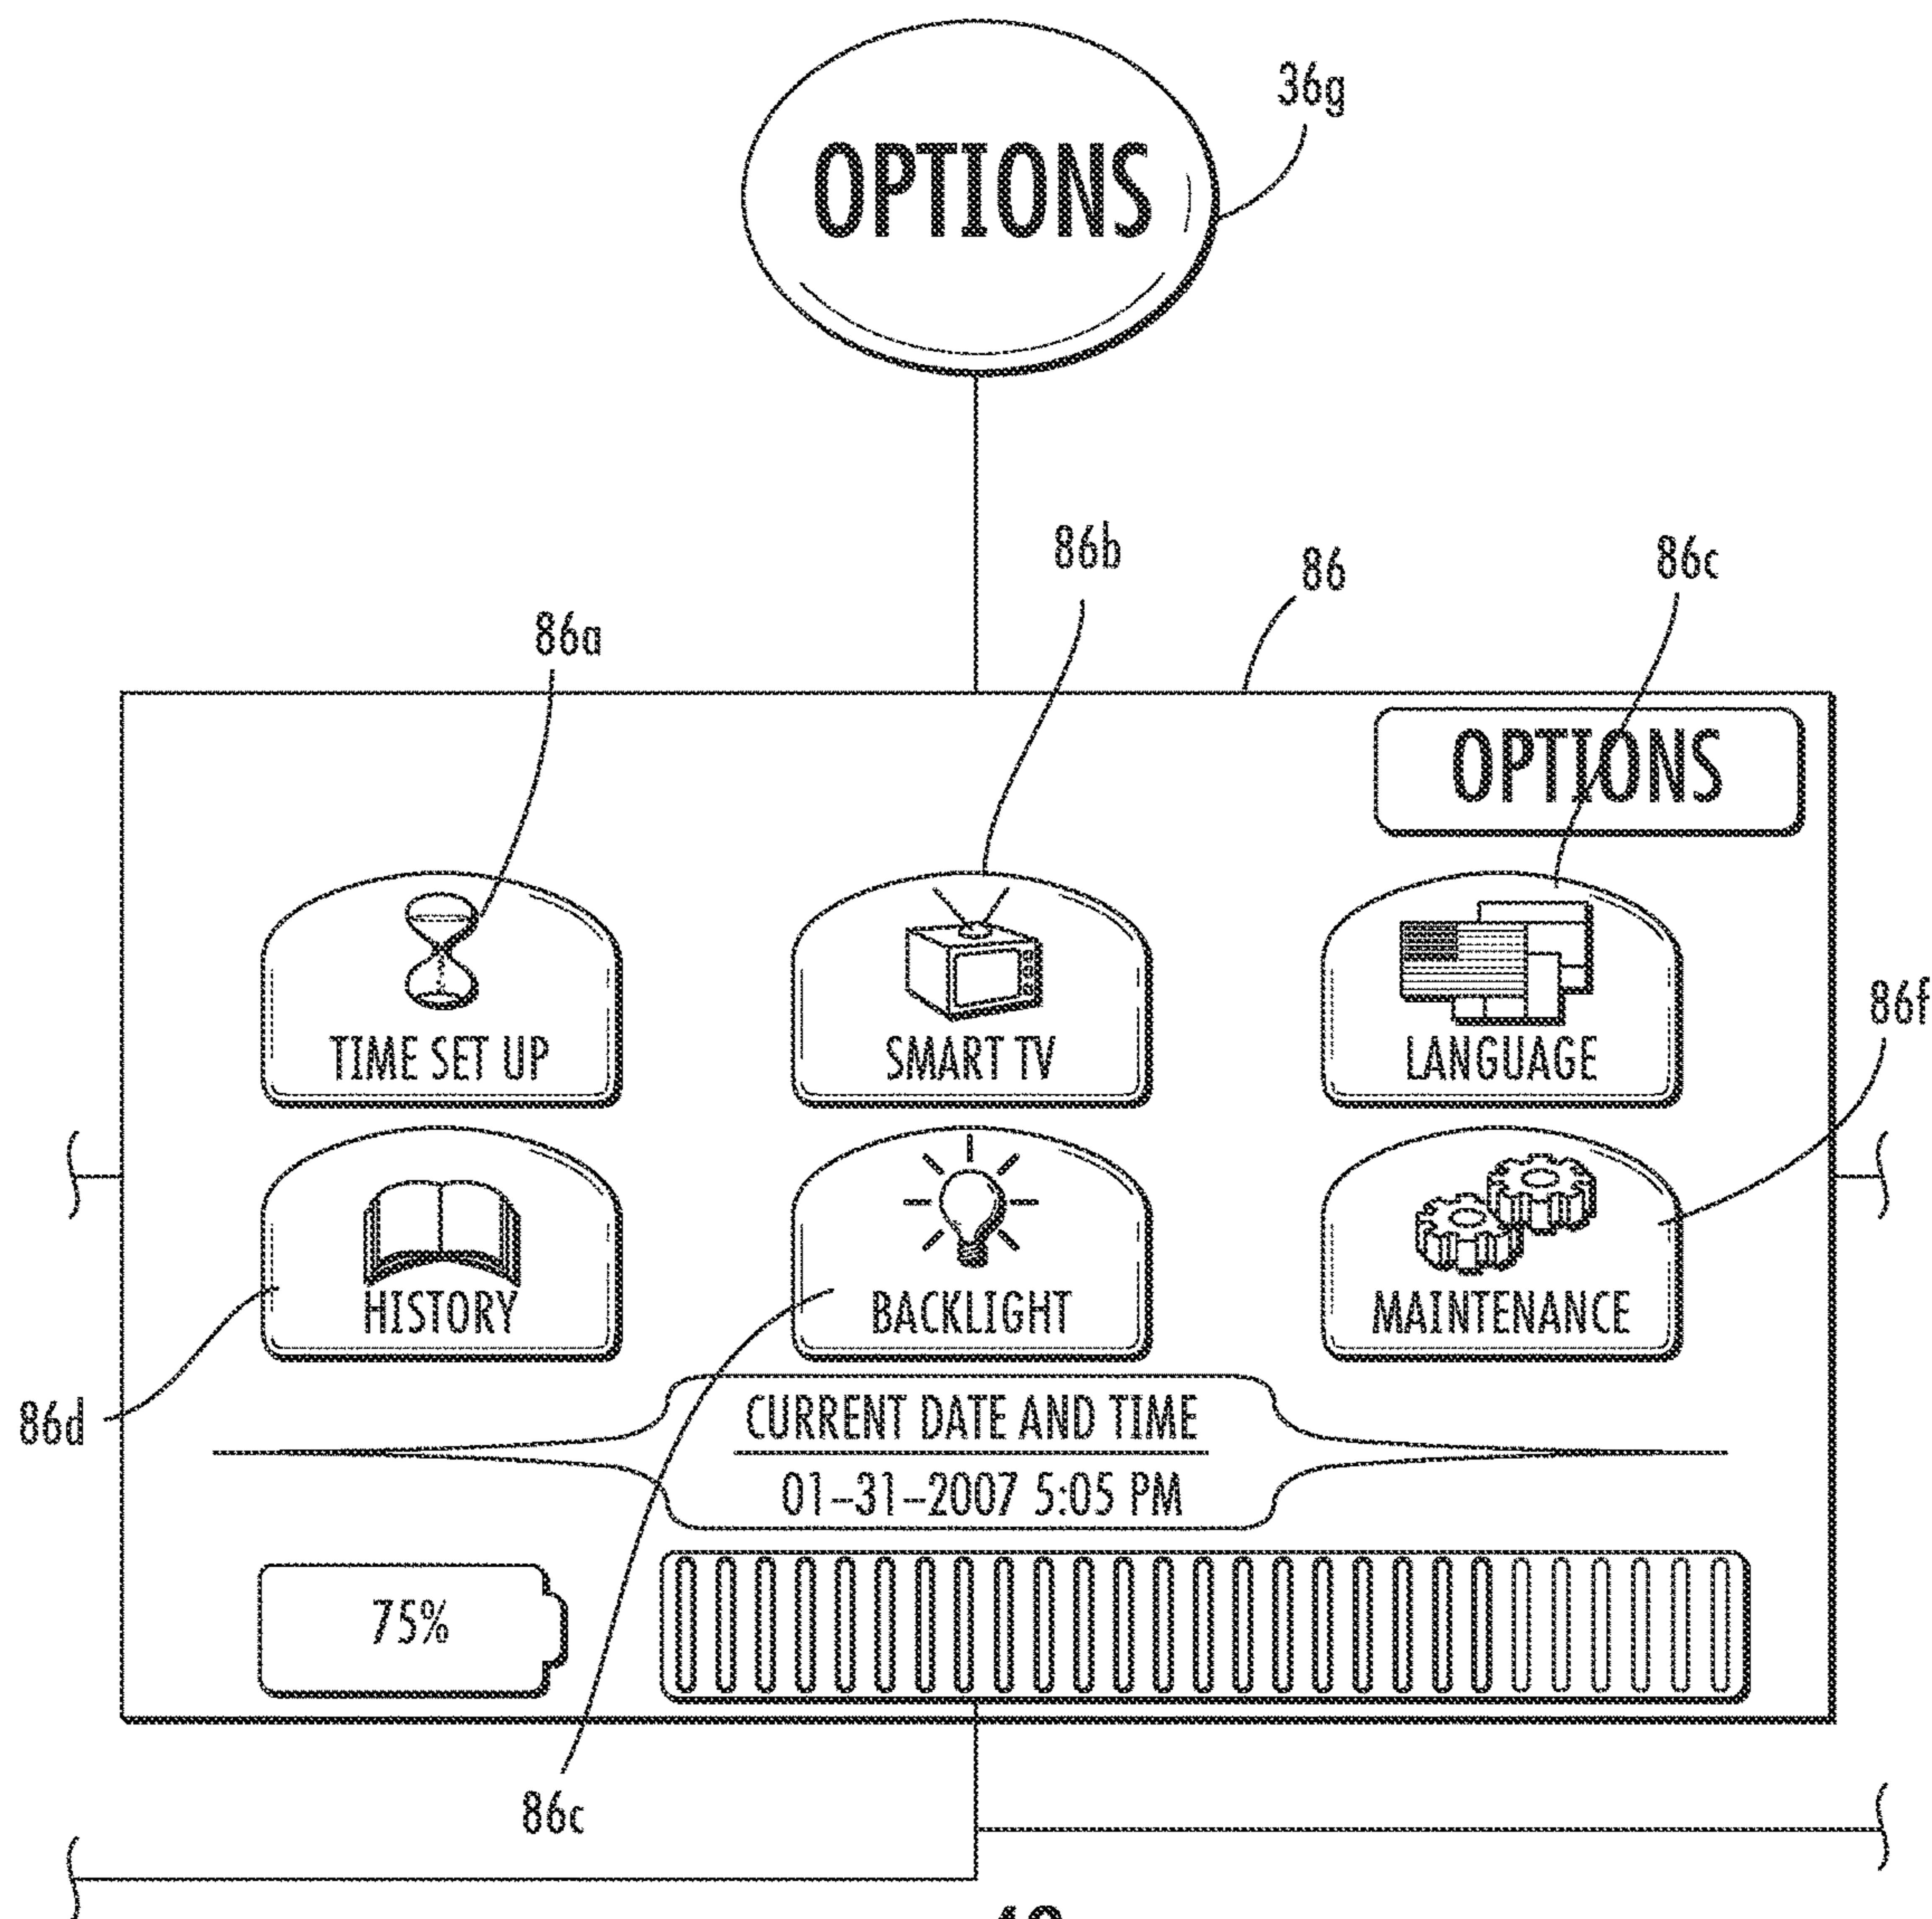 OPTIONS
36g
86b
86
86c
86a
OPTIONS
TIME SET UP
SMART TV
LANGUAGE
86f
HISTORY
BACKLIGHT
MAINTENANCE
86d
CURRENT DATE AND TIME
01-31-2007 5:05 PM
75%
86c